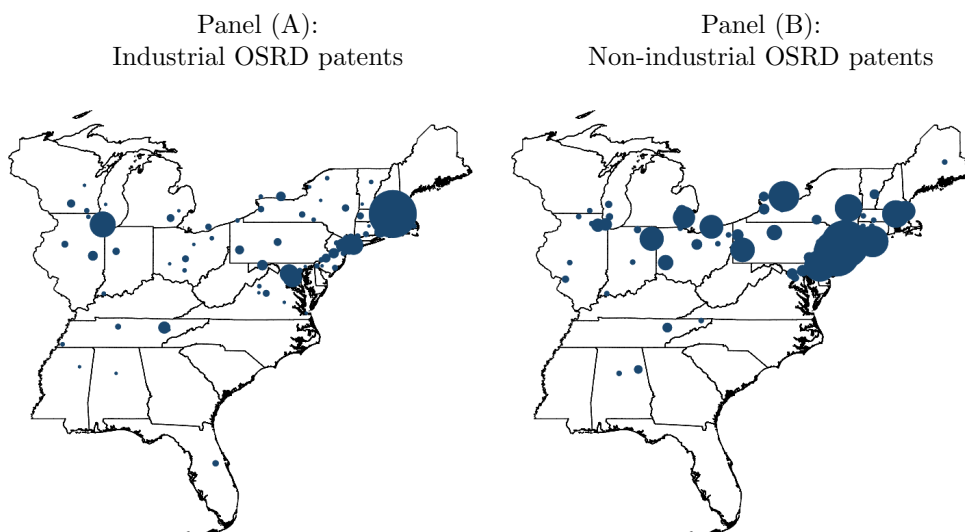 Panel (A):
Industrial OSRD patents
Panel (B):
Non-industrial OSRD patents